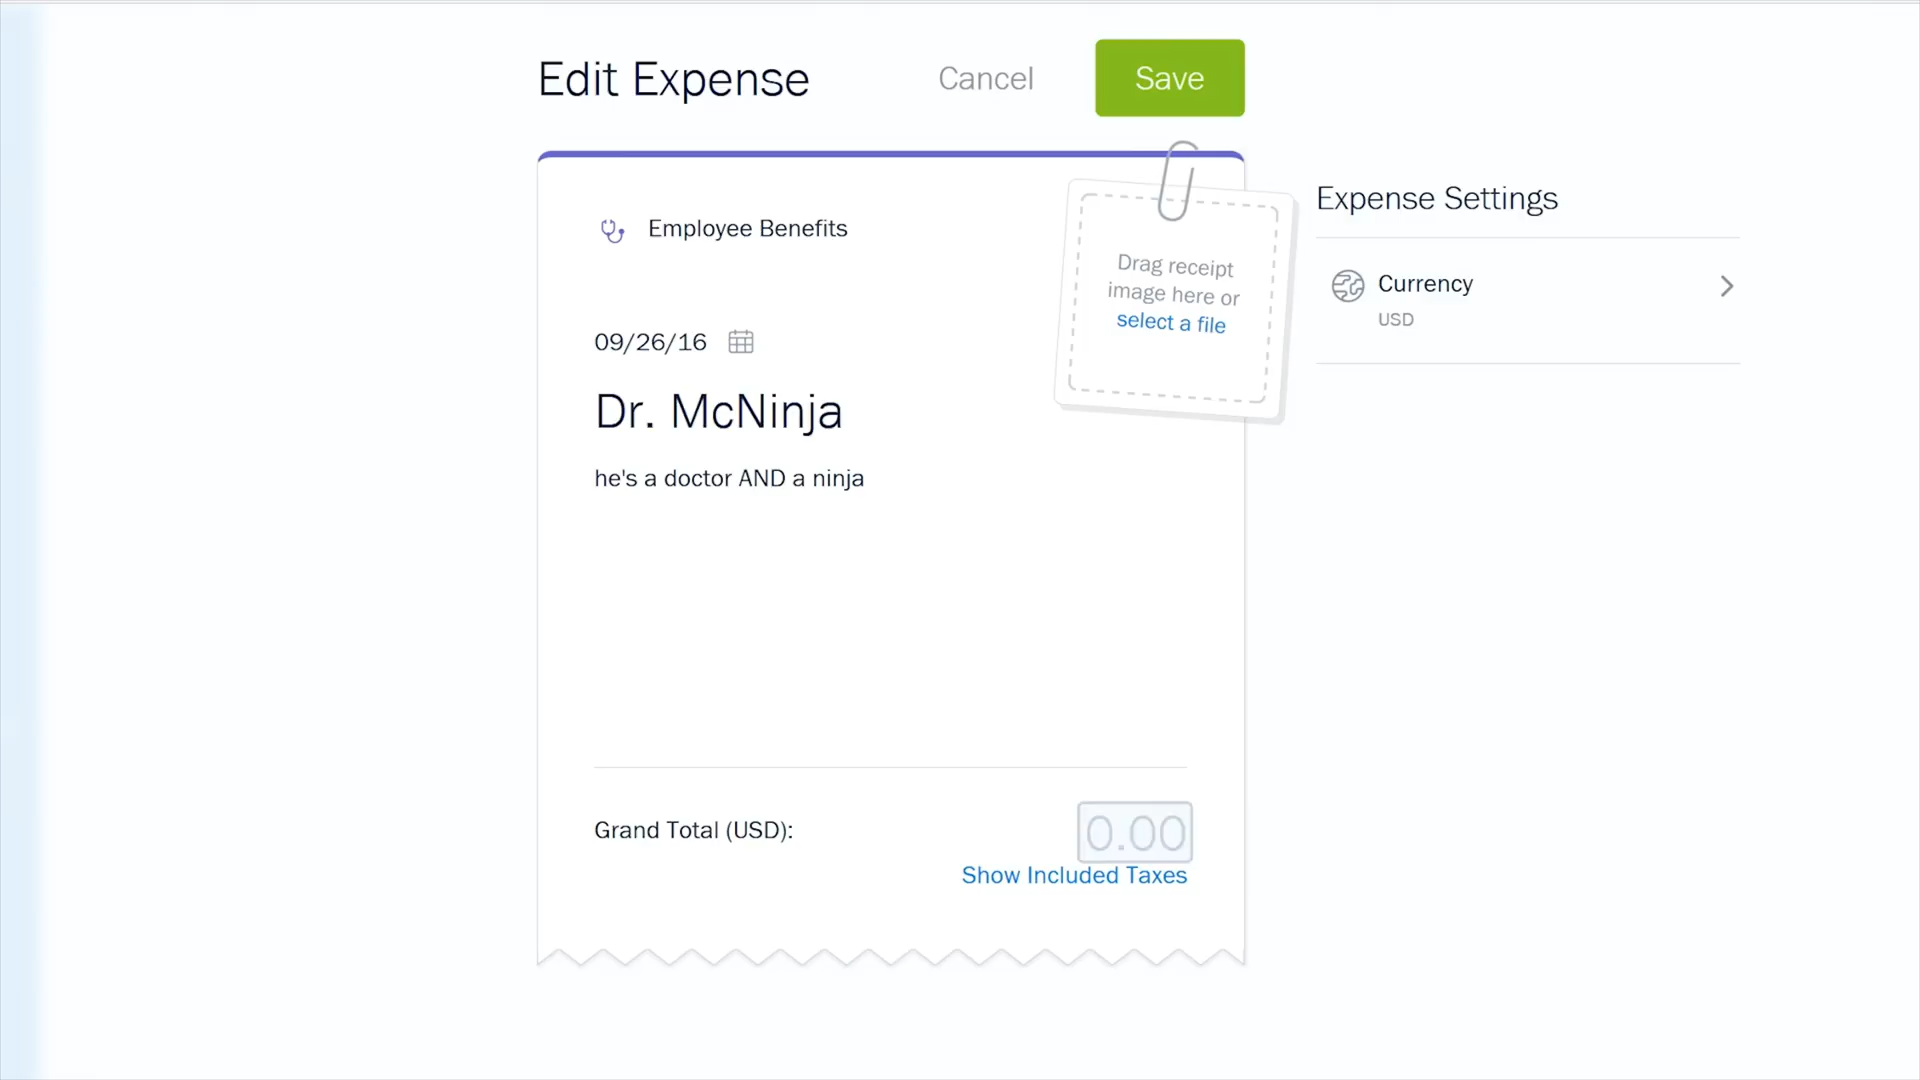 Edit Expense
Cancel
Save
Employee Benefits
Drag receipt
image here or
select a file
Expense Settings
Currency
USD
09/26/16
Dr. McNinja
he's a doctor AND a ninja
Grand Total (USD):
0.00
Show Included Taxes